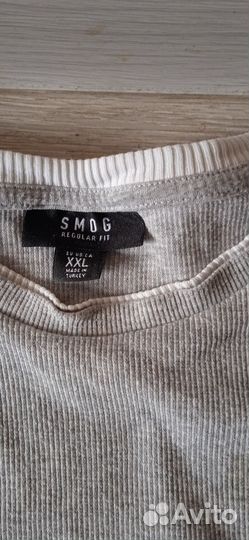 SMOG
REGULAR FIT
EU US CA
XXL
MADE IN
TURKEY
Avito